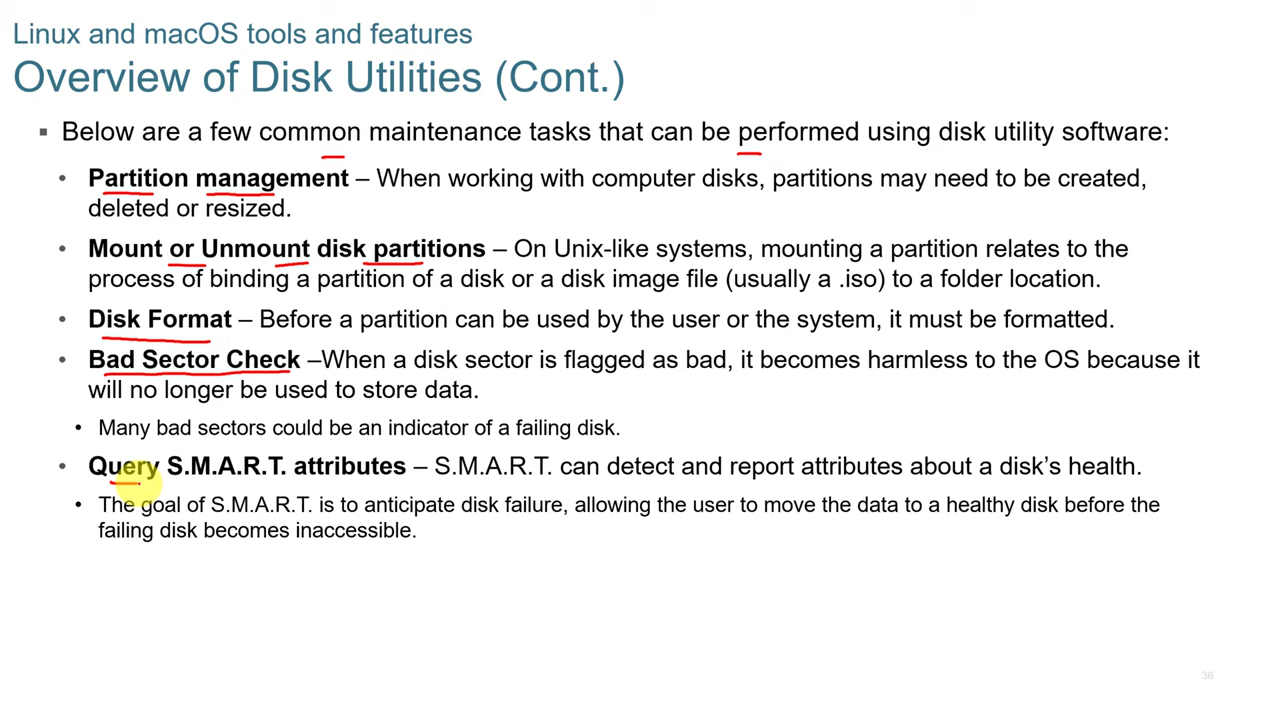 Linux and macOS tools and features
Overview of Disk Utilities (Cont.)
▪ Below are a few common maintenance tasks that can be performed using disk utility software:
• Partition management – When working with computer disks, partitions may need to be created,
deleted or resized.
• Mount or Unmount disk partitions – On Unix-like systems, mounting a partition relates to the
process of binding a partition of a disk or a disk image file (usually a .iso) to a folder location.
• Disk Format – Before a partition can be used by the user or the system, it must be formatted.
• Bad Sector Check –When a disk sector is flagged as bad, it becomes harmless to the OS because it
will no longer be used to store data.
• Many bad sectors could be an indicator of a failing disk.
• Query S.M.A.R.T. attributes – S.M.A.R.T. can detect and report attributes about a disk’s health.
• The goal of S.M.A.R.T. is to anticipate disk failure, allowing the user to move the data to a healthy disk before the
failing disk becomes inaccessible.
36